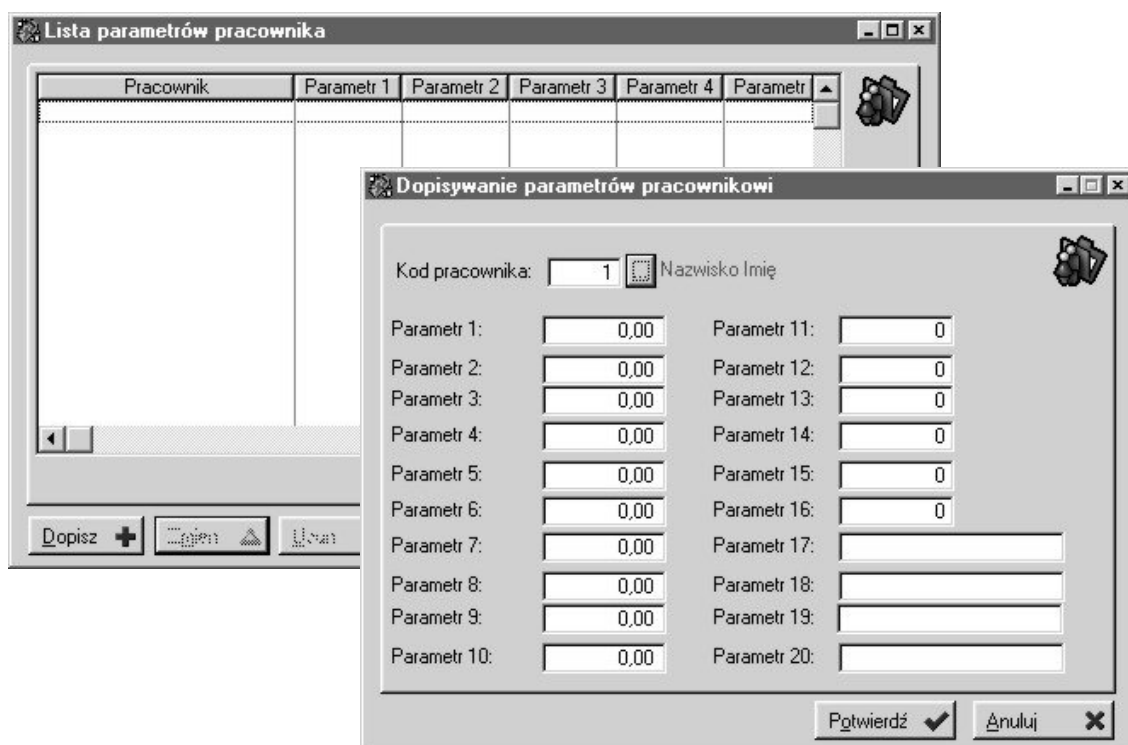 Lista parametrów pracownika
Pracownik Parametr 1 Parametr 2 Parametr 3 Parametr 4 Parametr
Dopisz Zmień Usuń
Dopisywanie parametrów pracownikowi
Kod pracownika: 1 Nazwisko Imię
Parametr 1: 0,00 Parametr 11: 0
Parametr 2: 0,00 Parametr 12: 0
Parametr 3: 0,00 Parametr 13: 0
Parametr 4: 0,00 Parametr 14: 0
Parametr 5: 0,00 Parametr 15: 0
Parametr 6: 0,00 Parametr 16: 0
Parametr 7: 0,00 Parametr 17:
Parametr 8: 0,00 Parametr 18:
Parametr 9: 0,00 Parametr 19:
Parametr 10: 0,00 Parametr 20:
Potwierdź Anuluj